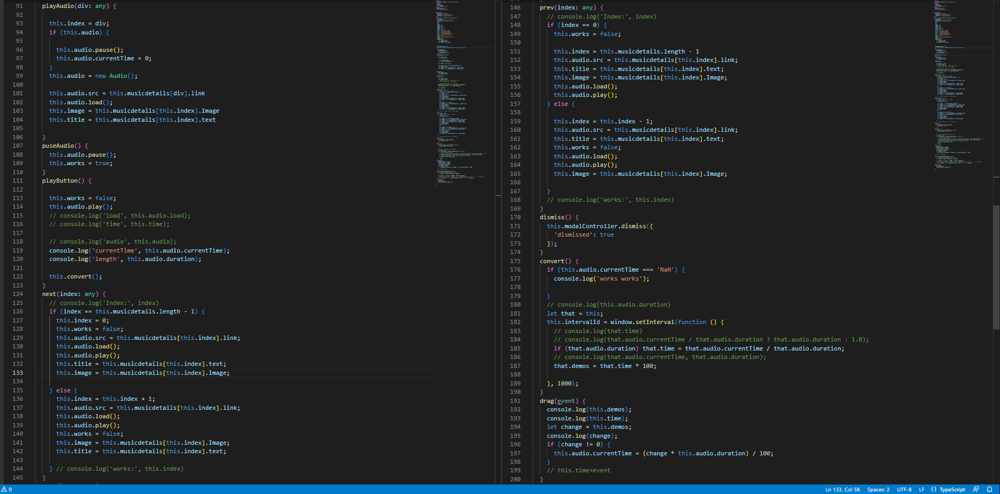 91 playAudio(div: any) {
92
93 this.index = div;
94 if (this.audio) {
95
96 this.audio.pause();
97 this.audio.currentTime = 0;
98 }
99 this.audio = new Audio();
100
101 this.audio.src = this.musicdetails[div].link
102 this.audio.load();
103 this.image = this.musicdetails[this.index].Image
104 this.title = this.musicdetails[this.index].text
105
106 }
107 puseAudio() {
108 this.audio.pause();
109 this.works = true;
110 }
111 playButton() {
112
113 this.works = false;
114 this.audio.play();
115 // console.log('load', this.audio.load);
116 // console.log('time', this.time);
117
118 // console.log('audio', this.audio);
119 console.log('currentTime', this.audio.currentTime);
120 console.log('length', this.audio.duration);
121
122 this.convert();
123 }
124 next(index: any) {
125 // console.log('Index:', index)
126 if (index == this.musicdetails.length - 1) {
127 this.index = 0;
128 this.works = false;
129 this.audio.src = this.musicdetails[this.index].link;
130 this.audio.load();
131 this.audio.play();
132 this.title = this.musicdetails[this.index].text;
133 this.image = this.musicdetails[this.index].Image;
134
135 } else {
136 this.index = this.index + 1;
137 this.audio.src = this.musicdetails[this.index].link;
138 this.audio.load();
139 this.audio.play();
140 this.works = false;
141 this.image = this.musicdetails[this.index].Image;
142 this.title = this.musicdetails[this.index].text;
143
144 } // console.log('works:', this.index)
145 }
146 prev(index: any) {
147 // console.log('Index:', index)
148 if (index == 0) {
149 this.works = false;
150
151 this.index = this.musicdetails.length - 1
152 this.audio.src = this.musicdetails[this.index].link;
153 this.title = this.musicdetails[this.index].text;
154 this.image = this.musicdetails[this.index].Image;
155 this.audio.load();
156 this.audio.play();
157 } else {
158
159 this.index = this.index - 1;
160 this.audio.src = this.musicdetails[this.index].link;
161 this.title = this.musicdetails[this.index].text;
162 this.works = false;
163 this.audio.load();
164 this.audio.play();
165 this.image = this.musicdetails[this.index].Image;
166
167 }
168 // console.log('works:', this.index)
169 }
170 dismiss() {
171 this.modalController.dismiss({
172 'dismissed': true
173 });
174 }
175 convert() {
176 if (this.audio.currentTime === 'NaN') {
177 console.log('works works');
178
179 }
180 // console.log(this.audio.duration)
181 let that = this;
182 this.intervalId = window.setInterval(function () {
183 // console.log(that.time)
184 // console.log(that.audio.currentTime / that.audio.duration ? that.audio.duration : 1.0);
185 if (that.audio.duration) that.time = that.audio.currentTime / that.audio.duration;
186 // console.log(that.audio.currentTime, that.audio.duration);
187 that.demos = that.time * 100;
188
189 }, 1000);
190 }
191 drag(event) {
192 console.log(this.demos);
193 console.log(this.time);
194 let change = this.demos;
195 console.log(change);
196 if (change != 0) {
197 this.audio.currentTime = (change * this.audio.duration) / 100;
198 }
199 // this.time=event
200 }
0 Ln 133, Col 56 Spaces: 2 UTF-8 LF {} TypeScript